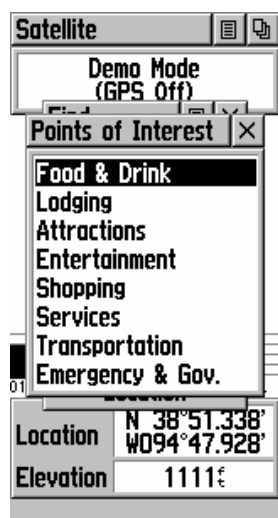 Satellite
Demo Mode
(GPS Off)
Find
Points of Interest
Food & Drink
Lodging
Attractions
Entertainment
Shopping
Services
Transportation
Emergency & Gov.
01
Location
Location
N 38°51.338'
W094°47.928'
Elevation
1111ft